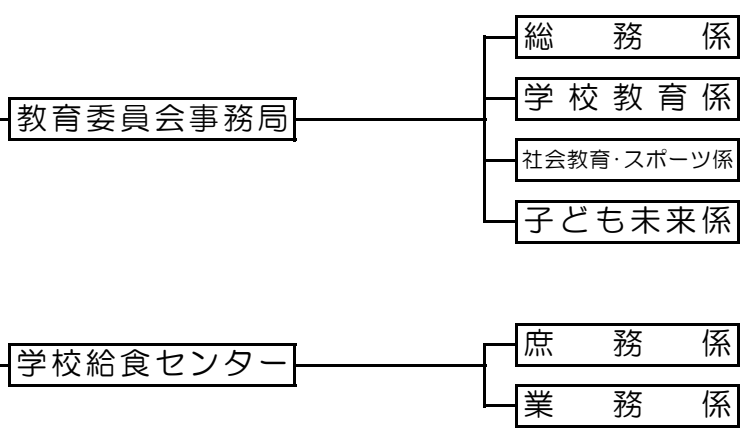 総務係
学校教育係
教育委員会事務局
社会教育・スポーツ係
子ども未来係
庶務係
学校給食センター
業務係